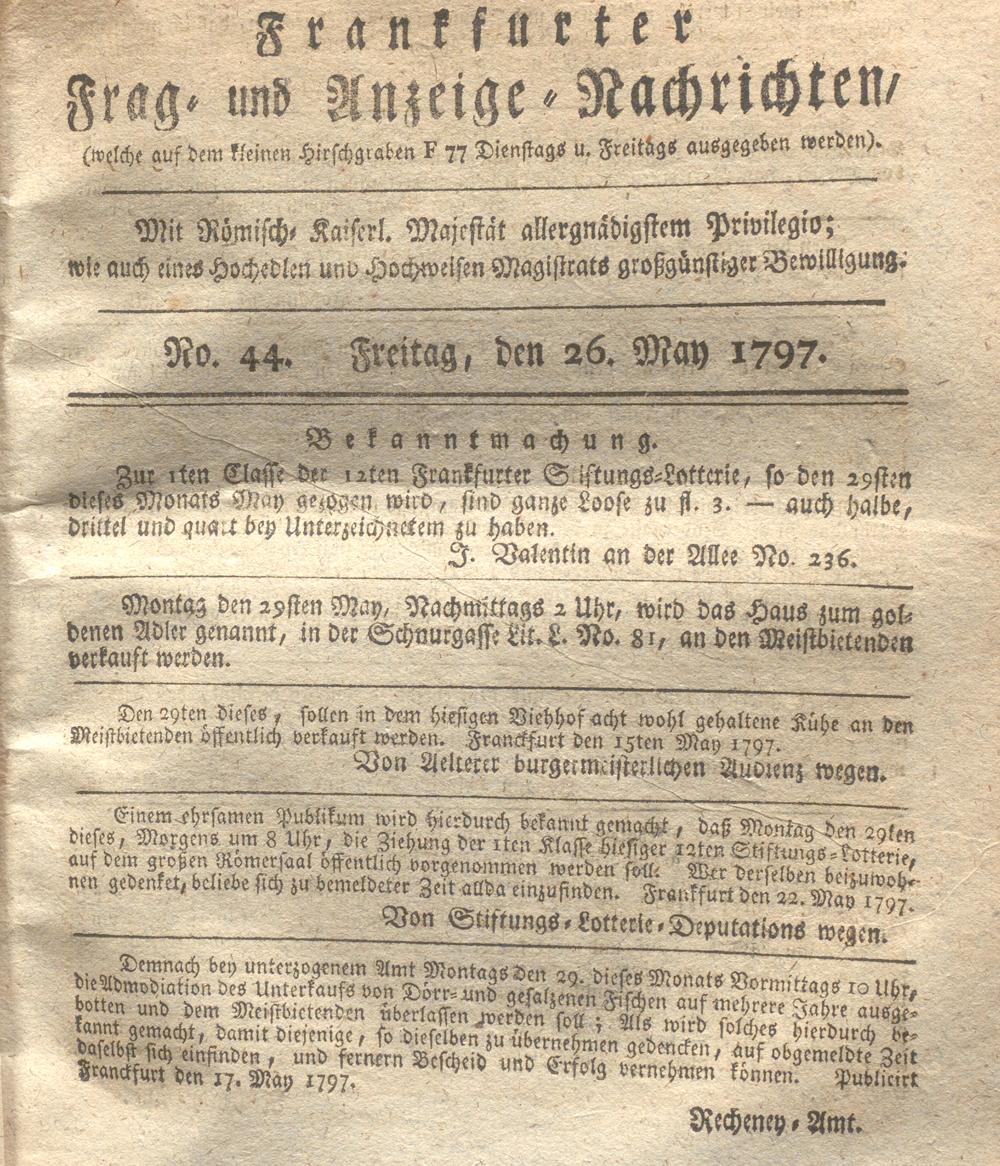 Frankfurter
Frag- und Anzeige-Nachrichten/
(welche auf dem kleinen Hirschgraben F 77 Dienstags u. Freitags ausgegeben werden).
Mit Römisch-Kaiserl. Majestät allergnädigstem Privilegio;
wie auch eines Hochedlen und Hochweisen Magistrats großgünstiger Bewilligung.
No. 44. Freitag, den 26. May 1797.
Bekanntmachung.
Zur 1ten Classe der 12ten Frankfurter Stiftungs-Lotterie, so den 29sten
dieses Monats May gezogen wird, sind ganze Loose zu fl. 3. — auch halbe,
drittel und quart bey Unterzeichnetem zu haben.
J. Valentin an der Allee No. 236.
Montag den 29sten May, Nachmittags 2 Uhr, wird das Haus zum gol-
denen Adler genannt, in der Schnurgasse Lit. L. No. 81, an den Meistbietenden
verkauft werden.
Den 29ten dieses, sollen in dem hiesigen Viehhof acht wohl gehaltene Kühe an den
Meistbietenden öffentlich verkauft werden. Franckfurt den 15ten May 1797.
Von Aelterer burgermeisterlichen Audienz wegen.
Einem ehrsamen Publikum wird hierdurch bekannt gemacht, daß Montag den 29ten
dieses, Morgens um 8 Uhr, die Ziehung der 1ten Klasse hiesiger 12ten Stiftungs-Lotterie,
auf dem großen Römersaal öffentlich vorgenommen werden soll. Wer derselben beizuwoh-
nen gedenket, beliebe sich zu bemeldeter Zeit allda einzufinden. Frankfurt den 22. May 1797.
Von Stiftungs-Lotterie-Deputations wegen.
Demnach bey unterzogenem Amt Montags den 29. dieses Monats Vormittags 10 Uhr,
die Admodiation des Unterkaufs von Dörr- und gesalzenen Fischen auf mehrere Jahre ausge-
botten und dem Meistbietenden überlassen werden soll; Als wird solches hierdurch be-
kannt gemacht, damit diejenige, so dieselben zu übernehmen gedencken, auf obgemeldte Zeit
daselbst sich einfinden, und fernern Bescheid und Erfolg vernehmen können. Publicirt
Franckfurt den 17. May 1797.
Recheney-Amt.